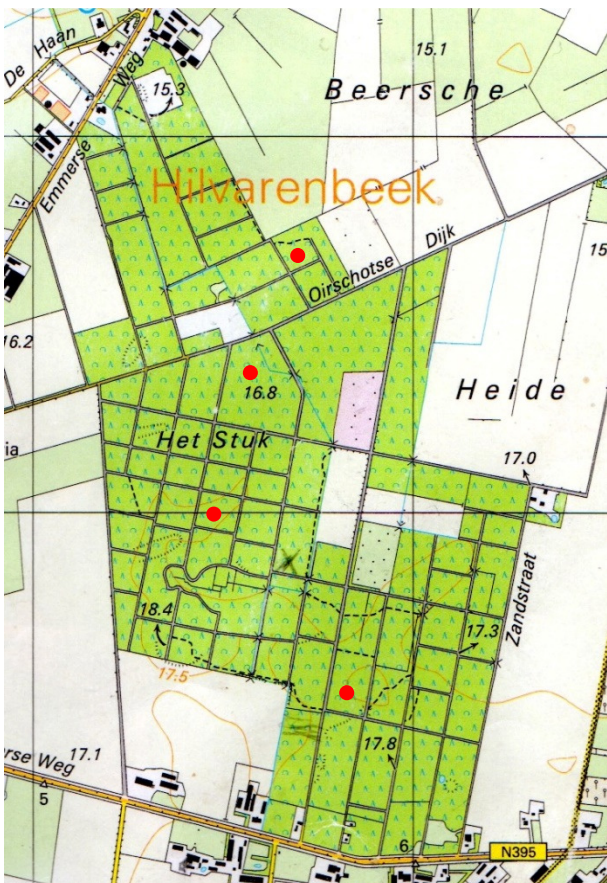 De Haan
Weg
15.3
15.1
Beersche
Emmerse
Hilvarenbeek
Oirschotse Dijk
15
16.2
16.8
Heide
ia
Het Stuk
17.0
Zandstraat
18.4
17.3
17.5
17.8
rse Weg
17.1
5
6
N395